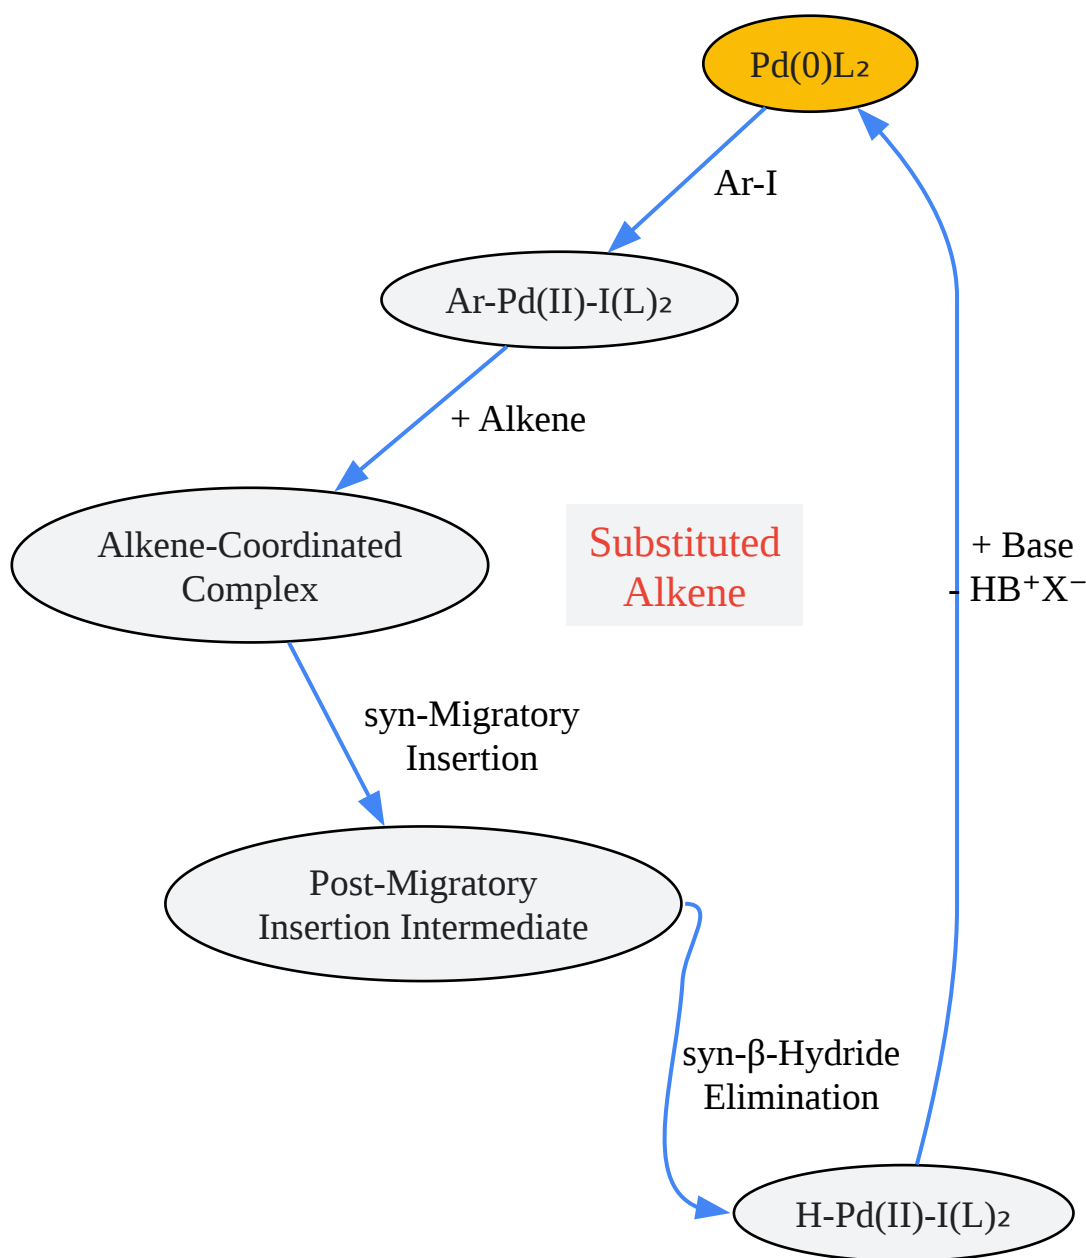 Pd(0)L₂
Ar-I
Ar-Pd(II)-I(L)₂
+ Alkene
Alkene-Coordinated
Complex
Substituted
Alkene
+ Base
- HB⁺X⁻
syn-Migratory
Insertion
Post-Migratory
Insertion Intermediate
syn-β-Hydride
Elimination
H-Pd(II)-I(L)₂